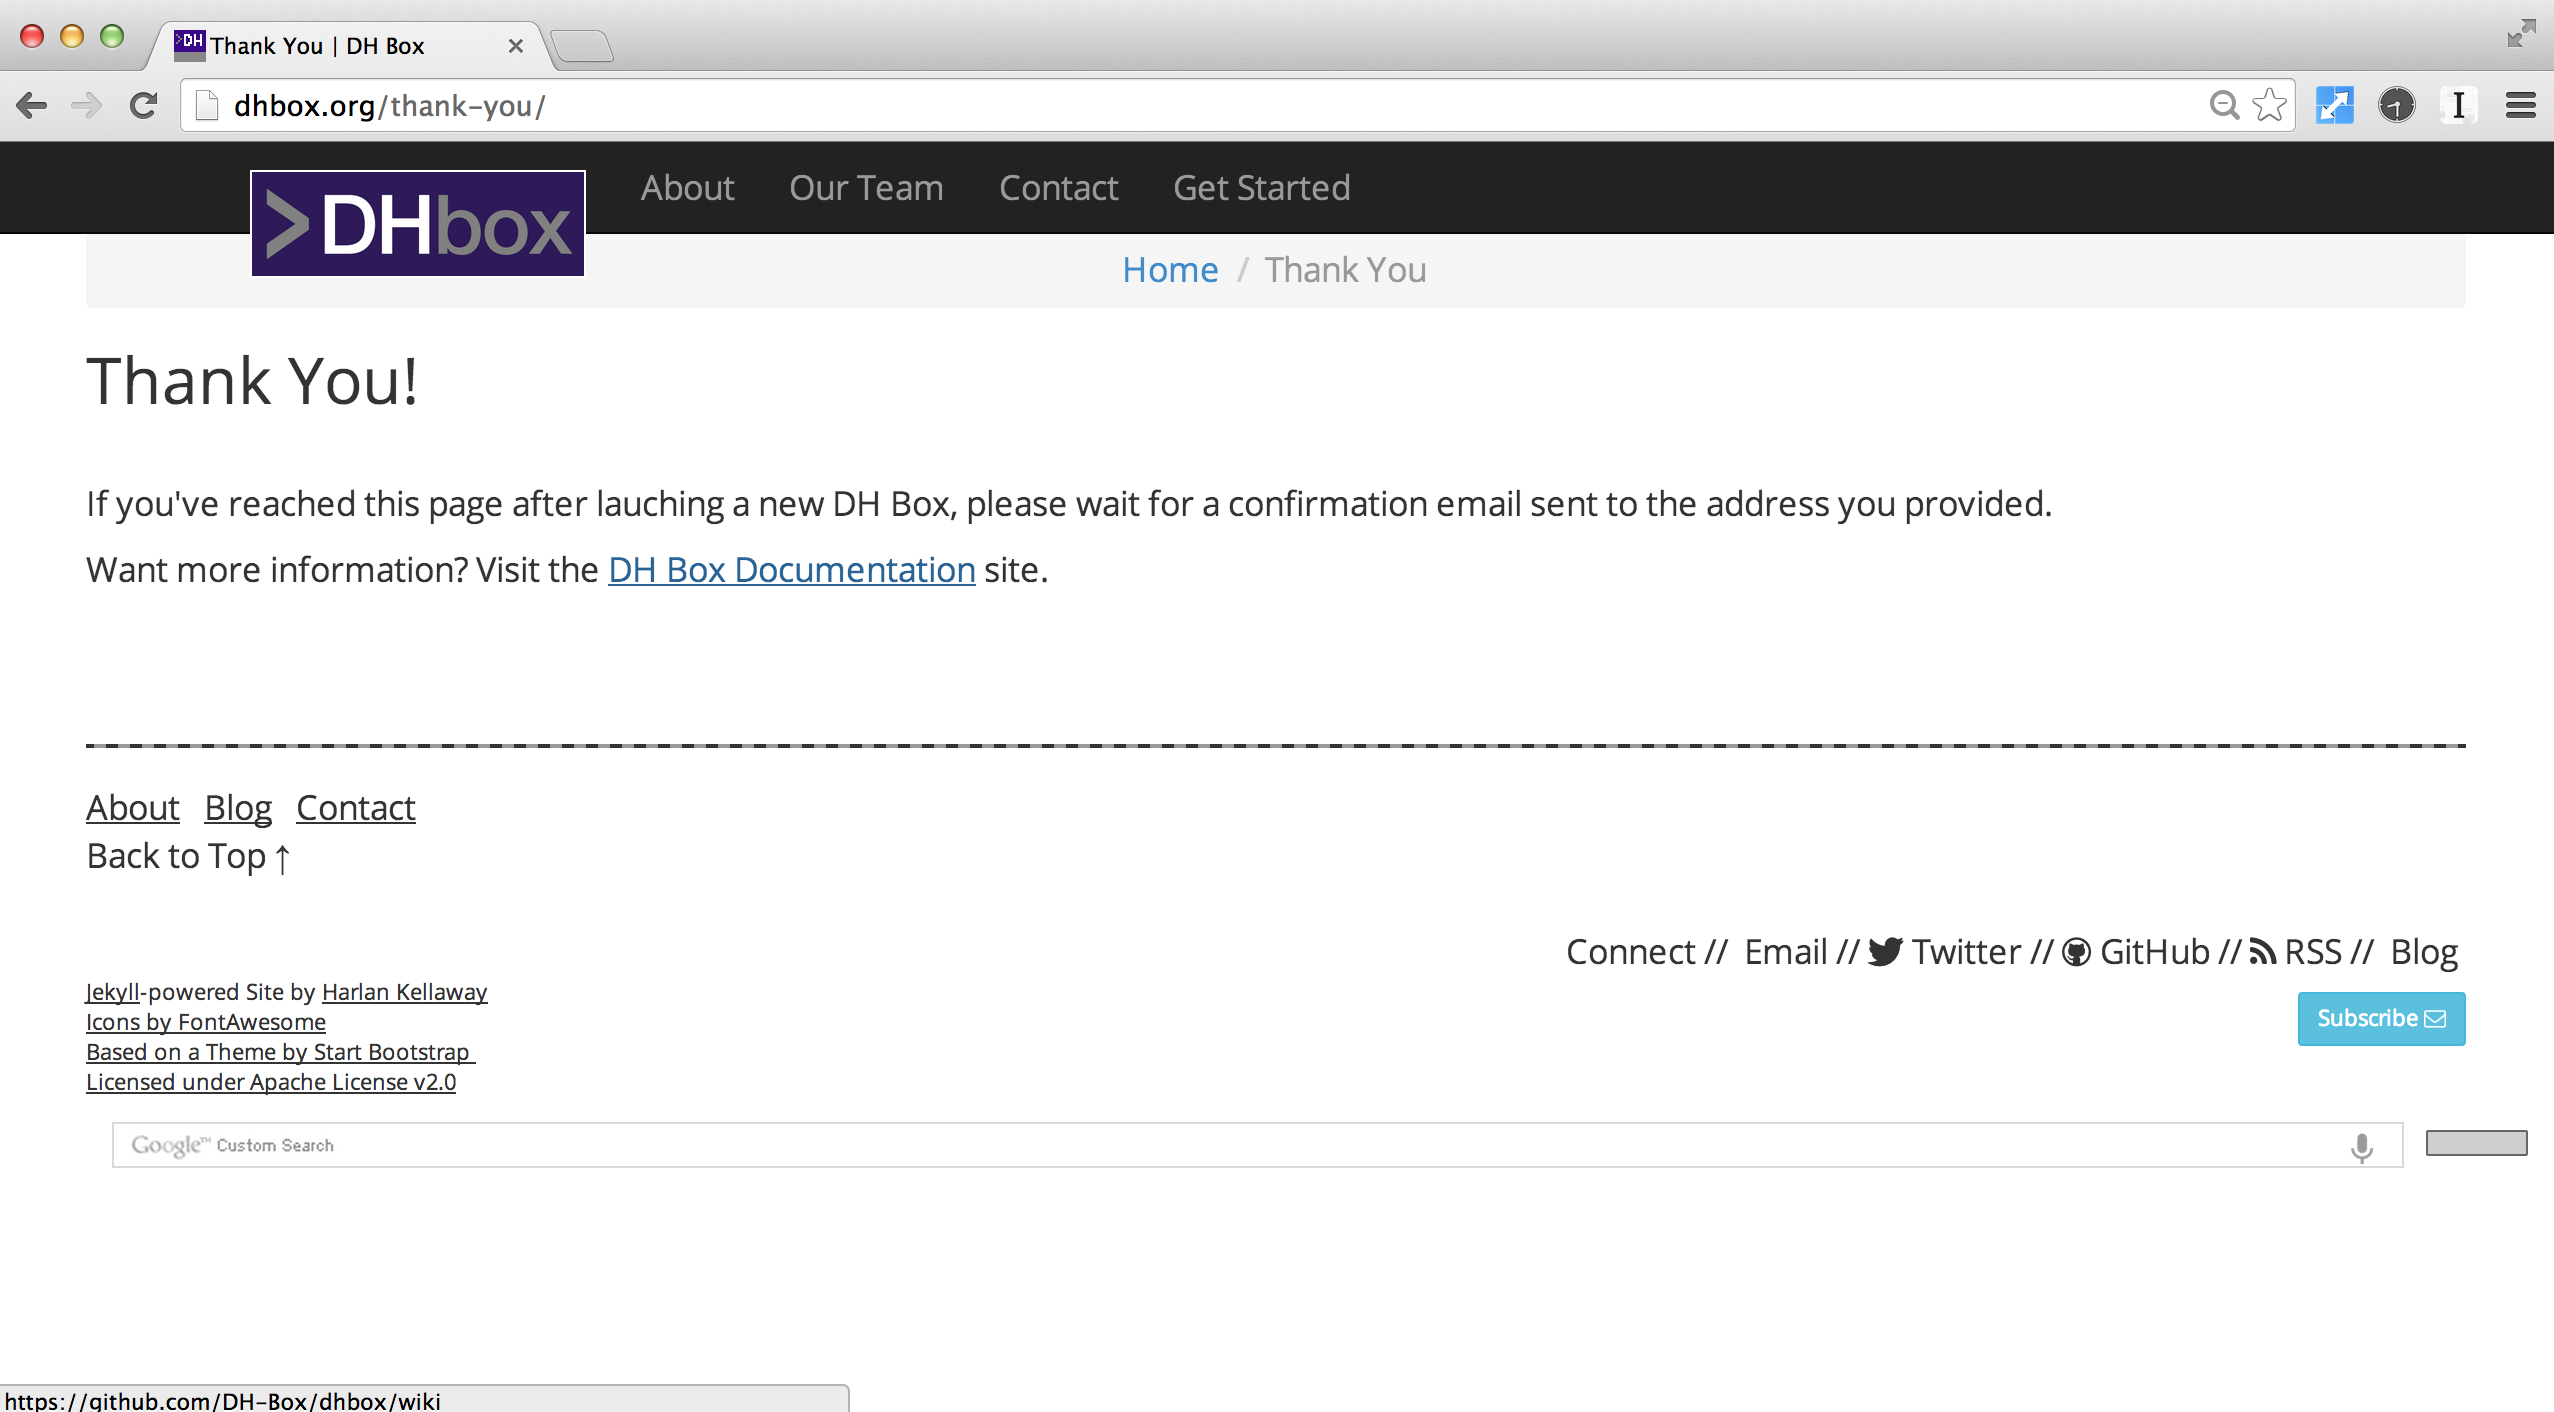 >DH Thank You | DH Box
dhbox.org/thank-you/
I
>DHbox
About Our Team Contact Get Started
Home / Thank You
Thank You!
If you've reached this page after lauching a new DH Box, please wait for a confirmation email sent to the address you provided.
Want more information? Visit the DH Box Documentation site.
About Blog Contact
Back to Top ↑
Connect // Email // Twitter // GitHub // RSS // Blog
Jekyll-powered Site by Harlan Kellaway
Icons by FontAwesome
Based on a Theme by Start Bootstrap
Licensed under Apache License v2.0
Subscribe
Google™ Custom Search
https://github.com/DH-Box/dhbox/wiki